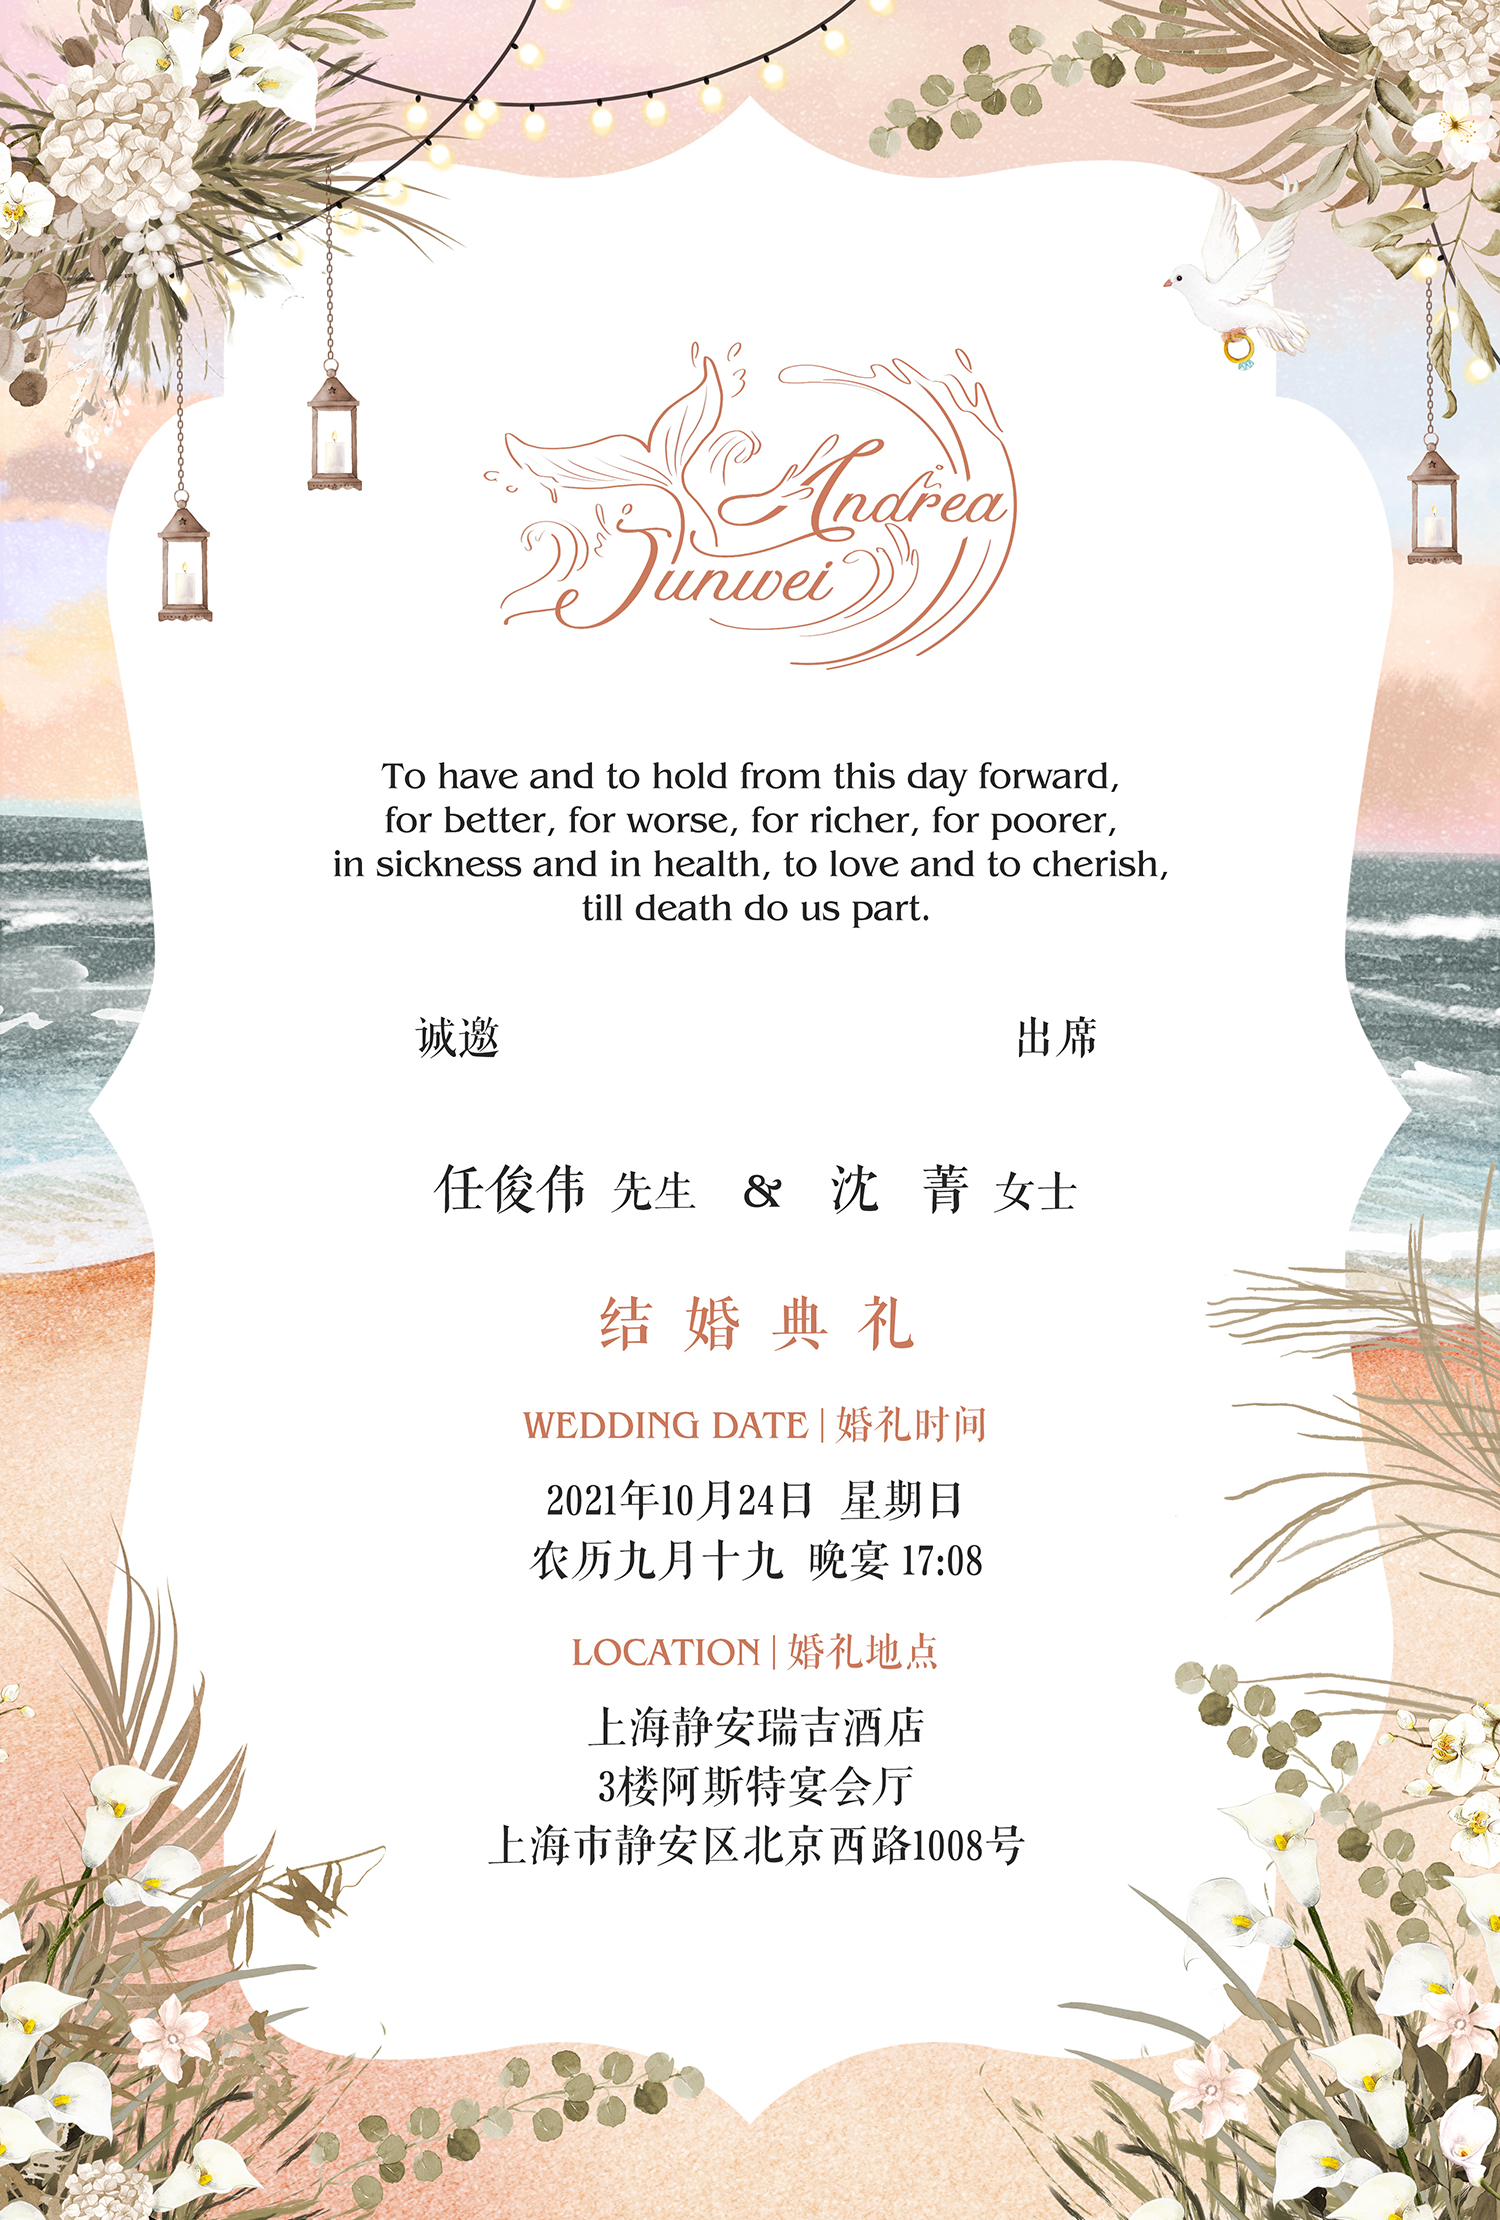 Andrea
Junwei
To have and to hold from this day forward,
for better, for worse, for richer, for poorer,
in sickness and in health, to love and to cherish,
till death do us part.
诚邀 出席
任俊伟 先生 & 沈 菁 女士
结婚典礼
WEDDING DATE | 婚礼时间
2021年10月24日 星期日
农历九月十九 晚宴 17:08
LOCATION | 婚礼地点
上海静安瑞吉酒店
3楼阿斯特宴会厅
上海市静安区北京西路1008号